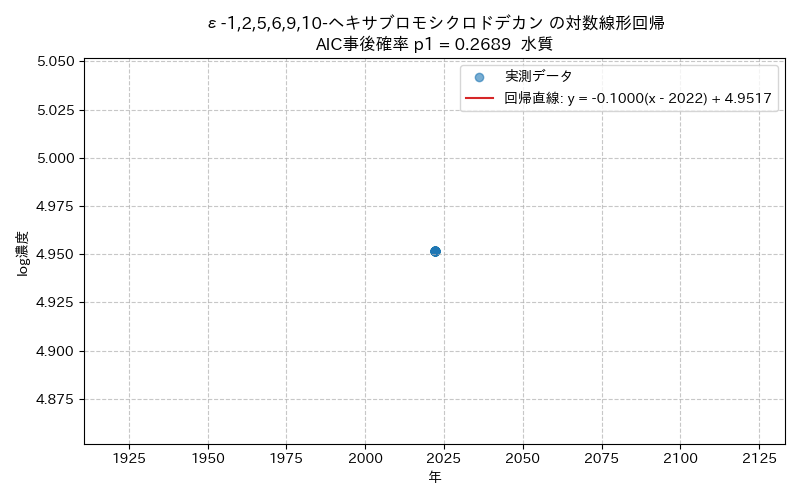 ε-1,2,5,6,9,10-ヘキサブロモシクロドデカン の対数線形回帰
AIC事後確率 p1 = 0.2689  水質
実測データ
回帰直線: y = -0.1000(x - 2022) + 4.9517
5.050
5.025
5.000
4.975
4.950
4.925
4.900
4.875
log濃度
1925
1950
1975
2000
2025
2050
2075
2100
2125
年